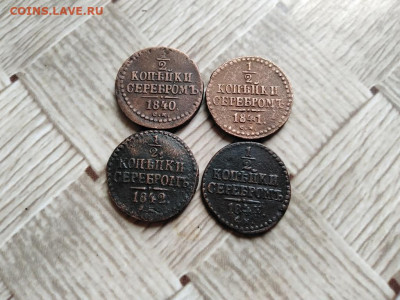 COINS.LAVE.RU
1/2
КОПѢЙКИ
СЕРЕБРОМЪ
1840
1/2
КОПѢЙКИ
СЕРЕБРОМЪ
1841.
1/2
КОПѢЙКИ
СЕРЕБРОМЪ
1842.
1/2
КОПѢЙКИ
СЕРЕБРОМЪ